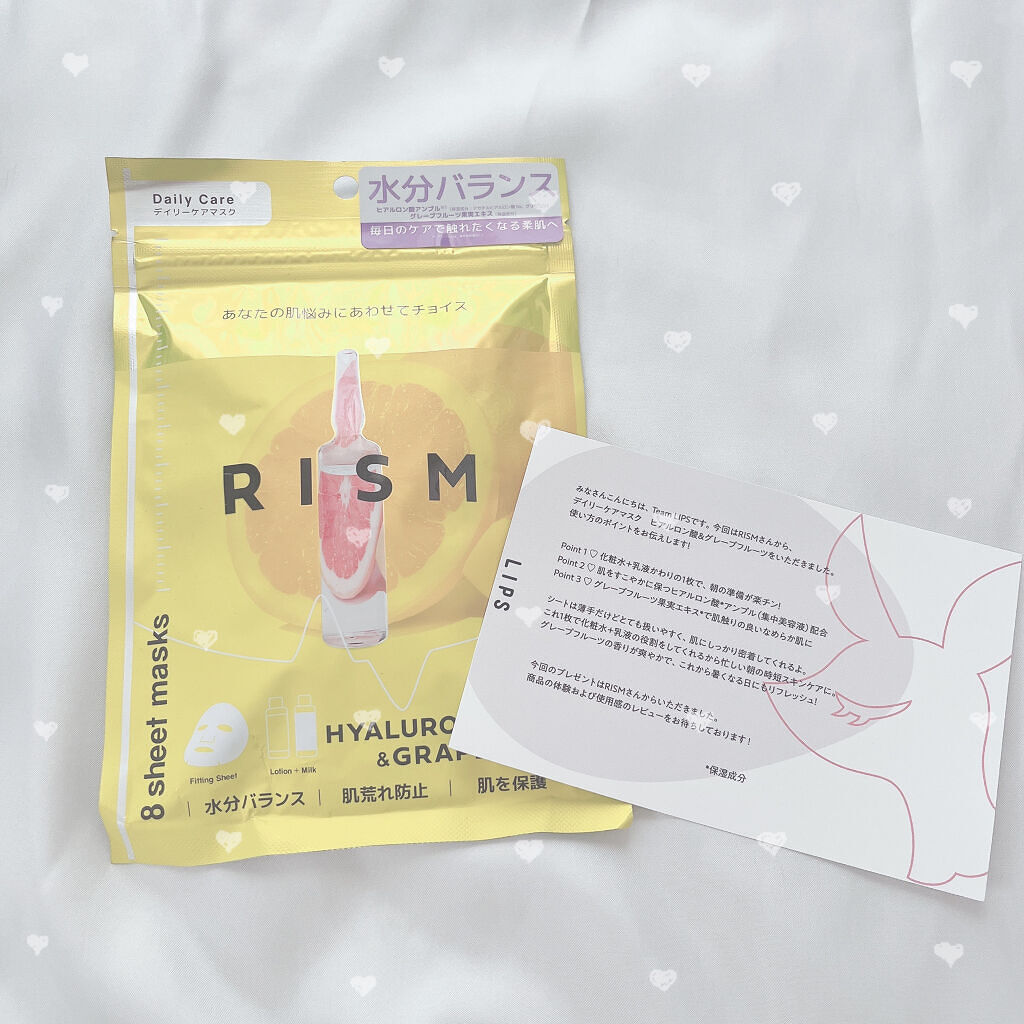 Daily Care
デイリーケアマスク
水分バランス
ヒアルロン酸アンプル
グレープフルーツ果実エキス
毎日のケアで触れたくなる柔肌へ
あなたの肌悩みにあわせてチョイス
RISM
8 sheet masks
Fitting Sheet
Lotion + Milk
HYALURO
&GRAP
水分バランス | 肌荒れ防止 | 肌を保護
LIPS
みなさんこんにちは、Team LIPSです。今回はRISMさんから、
デイリーケアマスク ヒアルロン酸&グレープフルーツをいただきました。
使い方のポイントをお伝えします!
Point 1 ♡ 化粧水+乳液かわりの1枚で、朝の準備が楽チン!
Point 2 ♡ 肌をすこやかに保つヒアルロン酸*アンプル(集中美容液)配合
Point 3 ♡ グレープフルーツ果実エキス*で肌触りの良いなめらか肌に
シートは薄手だけどとても扱いやすく、肌にしっかり密着してくれるよ。
これ1枚で化粧水+乳液の役割をしてくれるから忙しい朝の時短スキンケアに。
グレープフルーツの香りが爽やかで、これから暑くなる日にもリフレッシュ!
今回のプレゼントはRISMさんからいただきました。
商品の体験および使用感のレビューをお待ちしております!
*保湿成分